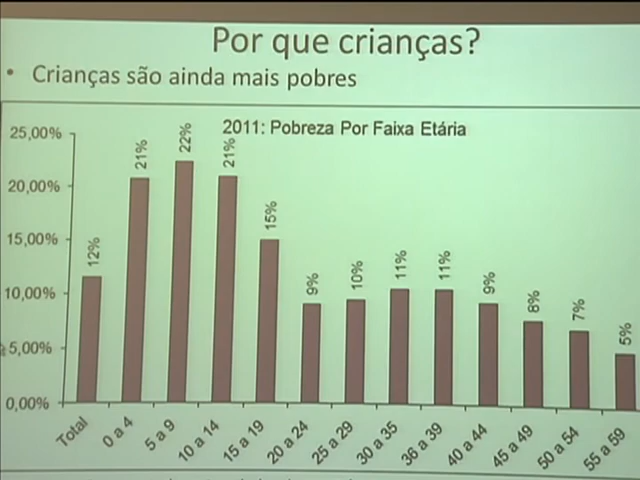 Por que crianças?
• Crianças são ainda mais pobres
2011: Pobreza Por Faixa Etária
25,00%
20,00%
15,00%
10,00%
5,00%
0,00%
12%
21%
22%
21%
15%
9%
10%
11%
11%
9%
8%
7%
5%
Total
0 a 4
5 a 9
10 a 14
15 a 19
20 a 24
25 a 29
30 a 35
36 a 39
40 a 44
45 a 49
50 a 54
55 a 59